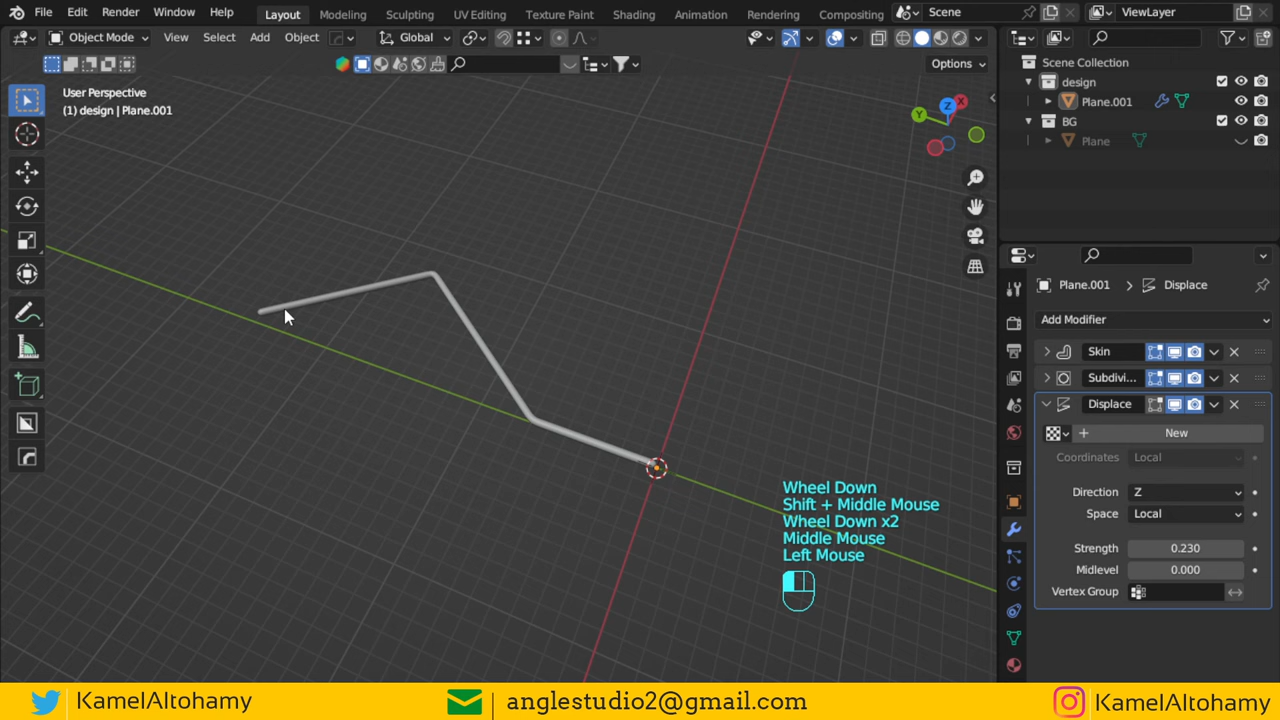 File Edit Render Window Help Layout Modeling Sculpting UV Editing Texture Paint Shading Animation Rendering Compositing Scene ViewLayer
Object Mode View Select Add Object Global
Options
User Perspective
(1) design | Plane.001
X
Y
Z
Scene Collection
design
Plane.001
BG
Plane
Plane.001 > Displace
Add Modifier
Skin
Subdivi...
Displace
New
Coordinates Local
Direction Z
Space Local
Strength 0.230
Midlevel 0.000
Vertex Group
Wheel Down
Shift + Middle Mouse
Wheel Down x2
Middle Mouse
Left Mouse
KamelAltohamy anglestudio2@gmail.com KamelAltohamy